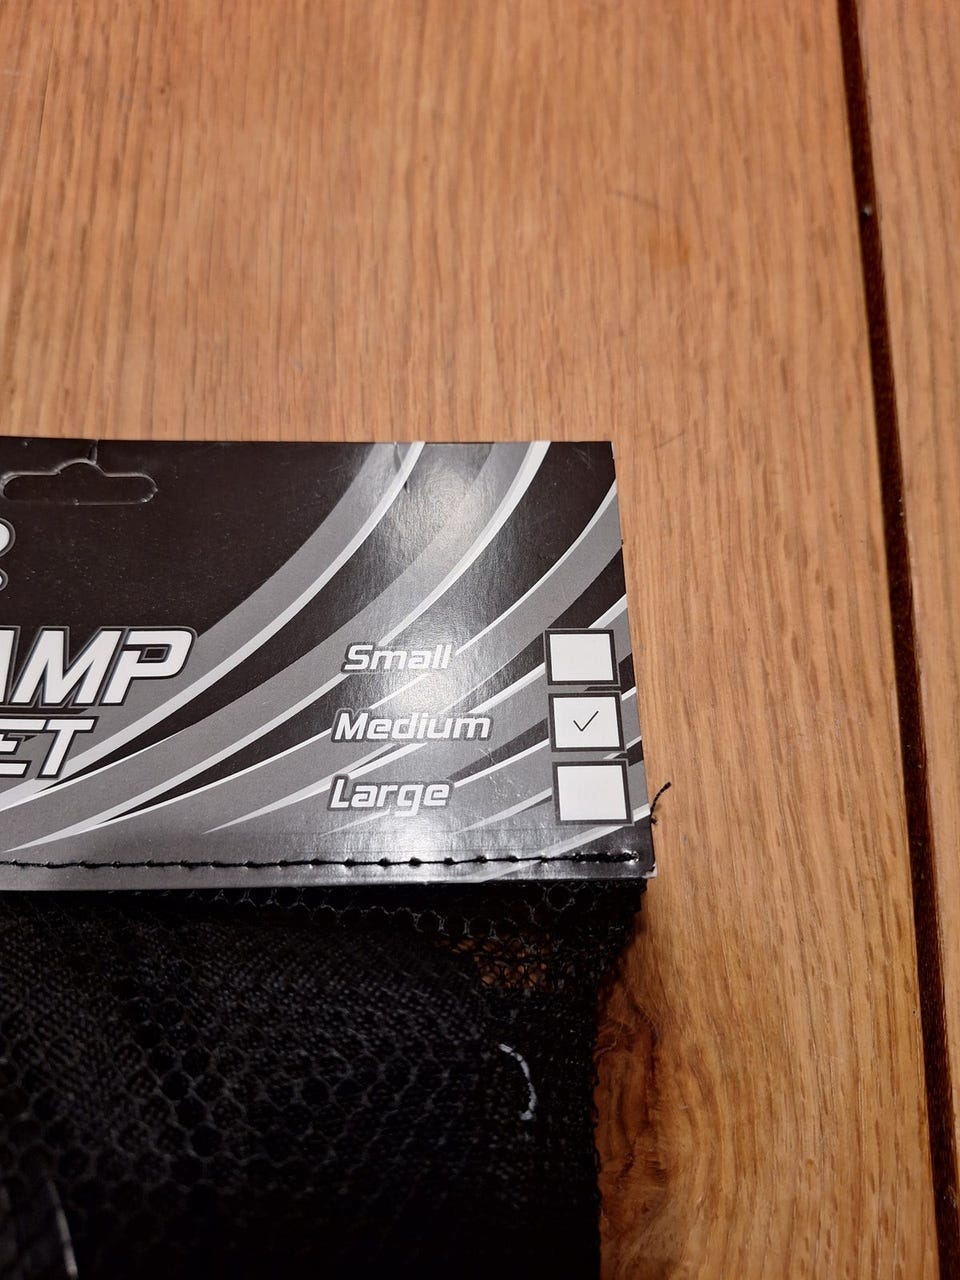 AMP
ET
Small
Medium ✓
Large